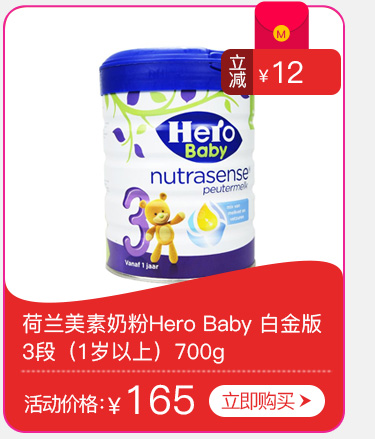 M
立减
¥12
Hero
Baby
nutrasense
peutermelk
3
Vanaf 1 jaar
荷兰美素奶粉Hero Baby 白金版
3段（1岁以上）700g
活动价格:¥165
立即购买